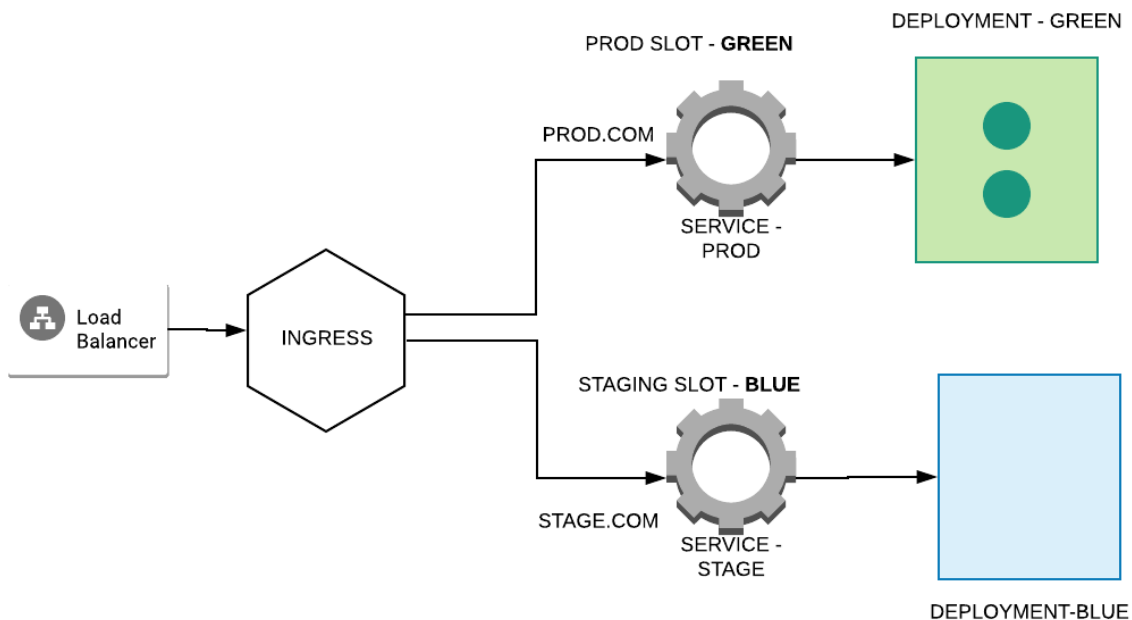 DEPLOYMENT - GREEN
PROD SLOT - GREEN
PROD.COM
SERVICE -
PROD
Load
Balancer
INGRESS
STAGING SLOT - BLUE
STAGE.COM
SERVICE -
STAGE
DEPLOYMENT-BLUE